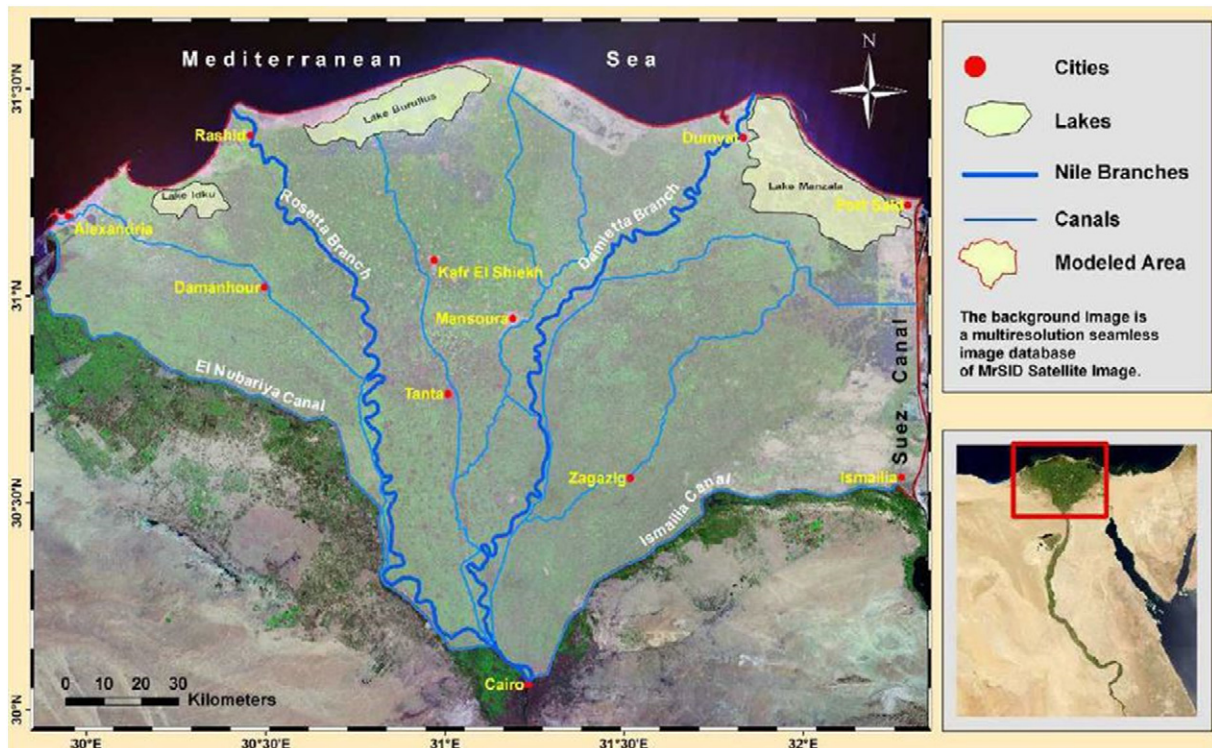 Mediterranean Sea
N
31°30'N
31°N
30°30'N
30°N
Lake Burullus
Rashid
Dumyat
Lake Idku
Lake Manzala
Port Said
Alexandria
Rosetta Branch
Damietta Branch
Kafr El Shiekh
Damanhour
Mansoura
El Nubariya Canal
Tanta
Suez Canal
Zagazig
Ismailia
Ismailia Canal
Cairo
0 10 20 30
Kilometers
30°E
30°30'E
31°E
31°30'E
32°E
Cities
Lakes
Nile Branches
Canals
Modeled Area
The background Image is
a multiresolution seamless
image database
of MrSID Satellite Image.